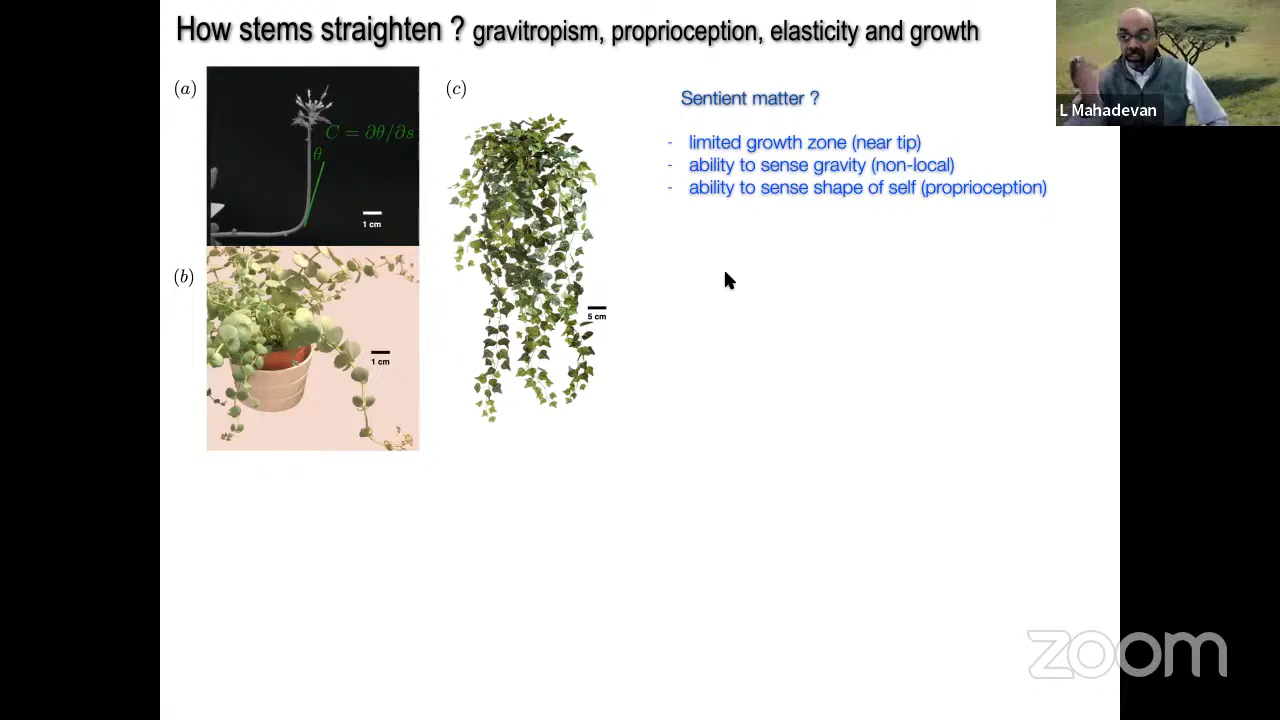 How stems straighten ? gravitropism, proprioception, elasticity and growth
(a)
C = ∂θ/∂s
θ
1 cm
(b)
1 cm
(c)
5 cm
Sentient matter ?
- limited growth zone (near tip)
- ability to sense gravity (non-local)
- ability to sense shape of self (proprioception)
L Mahadevan
zoom